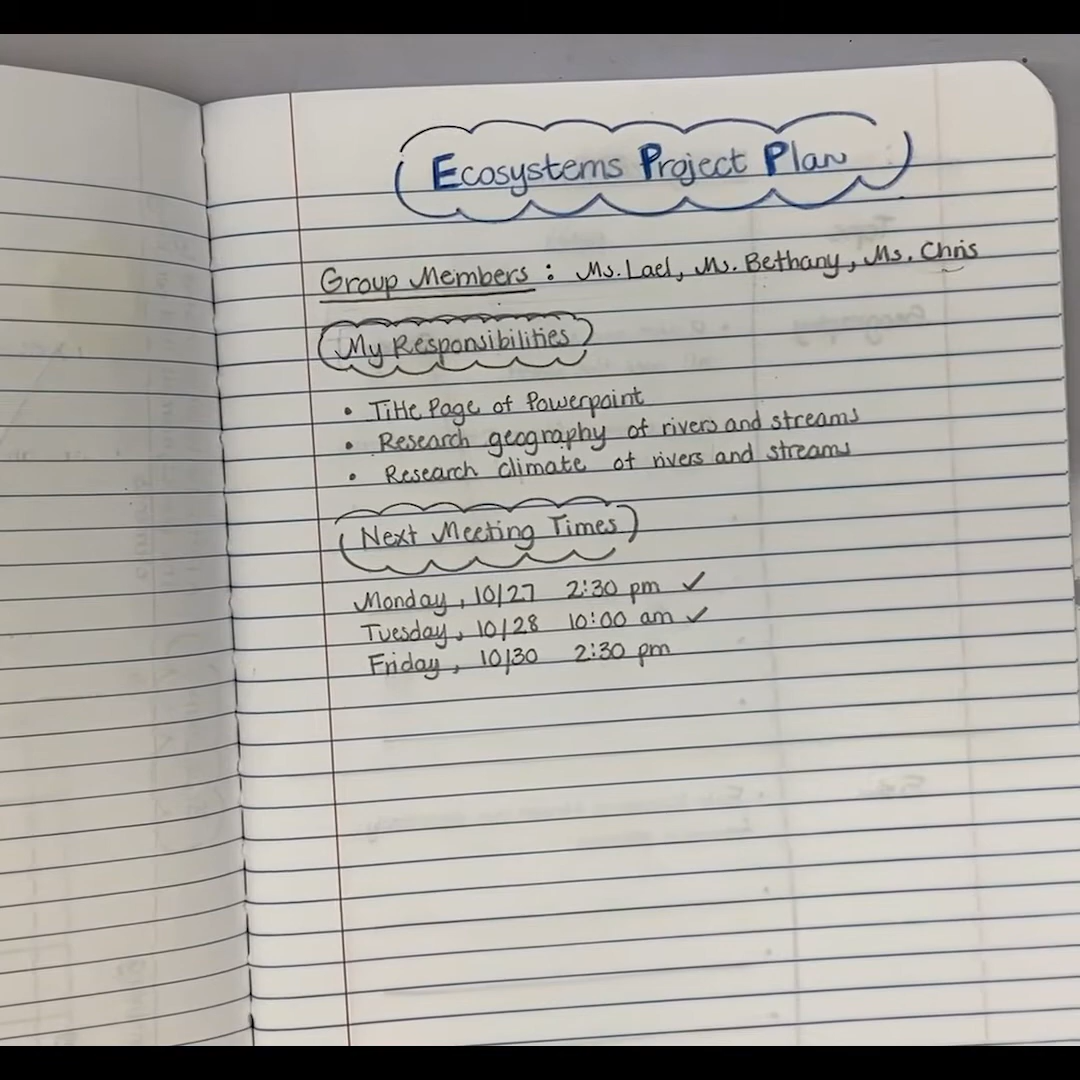 Ecosystems Project Plan
Group Members: Ms. Lael, Ms. Bethany, Ms. Chris
My Responsibilities
• Title Page of Powerpoint
• Research geography of rivers and streams
• Research climate of rivers and streams
Next Meeting Times
Monday, 10/27 2:30 pm ✓
Tuesday, 10/28 10:00 am ✓
Friday, 10/30 2:30 pm